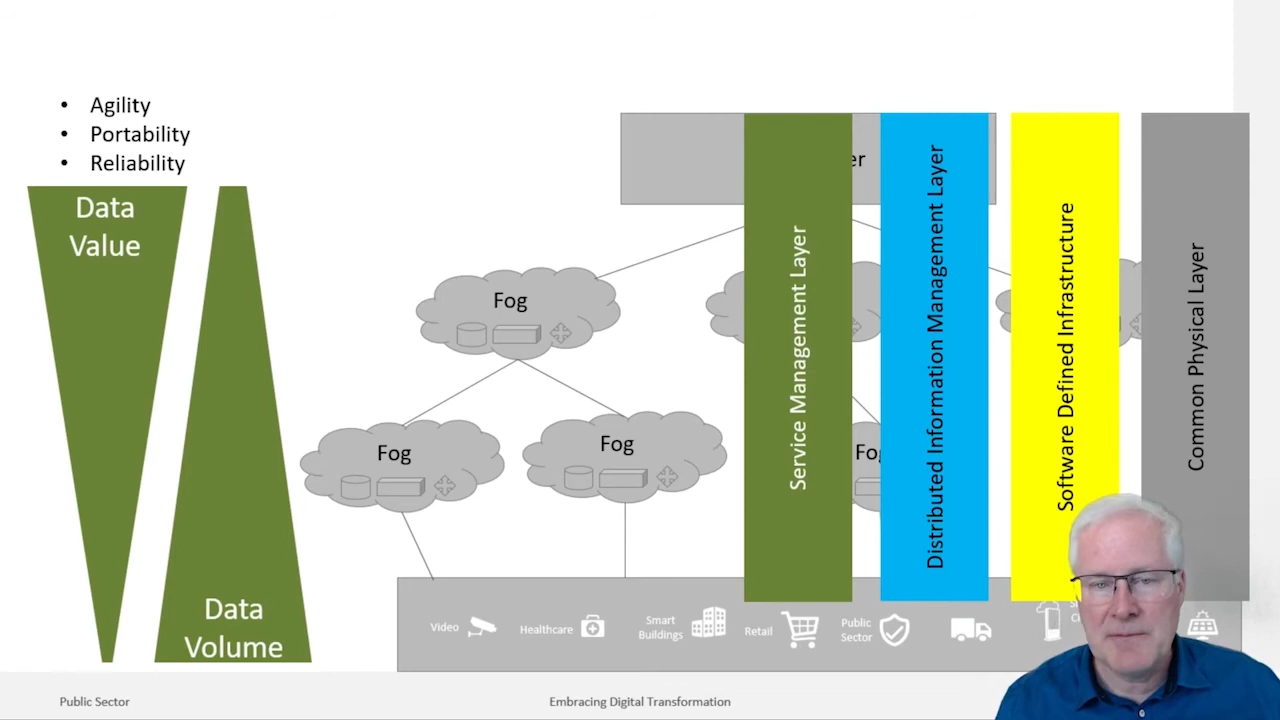 Agility
Portability
Reliability
Data
Value
Data
Volume
Fog
Fog
Fog
Service Management Layer
Distributed Information Management Layer
Software Defined Infrastructure
Common Physical Layer
Video
Healthcare
Smart
Buildings
Retail
Public
Sector
Public Sector
Embracing Digital Transformation